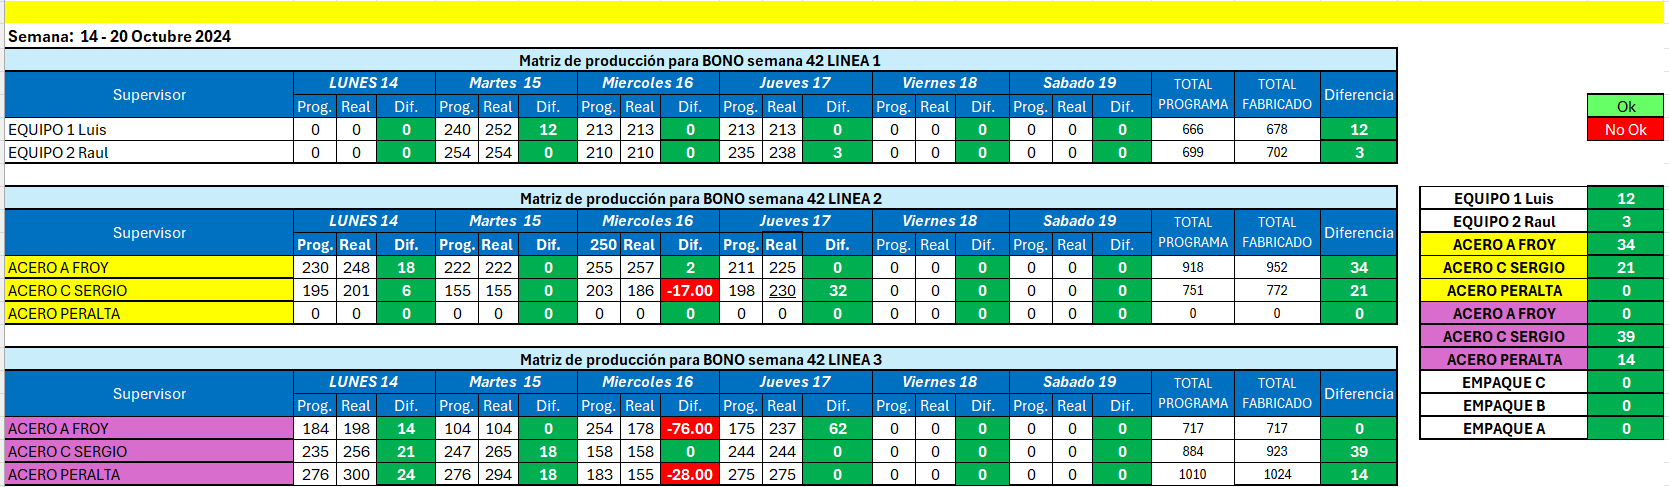 Semana: 14 - 20 Octubre 2024
Matriz de producción para BONO semana 42 LINEA 1
Supervisor LUNES 14 Martes 15 Miercoles 16 Jueves 17 Viernes 18 Sabado 19 TOTAL PROGRAMA TOTAL FABRICADO Diferencia
Prog. Real Dif. Prog. Real Dif. Prog. Real Dif. Prog. Real Dif. Prog. Real Dif. Prog. Real Dif.
EQUIPO 1 Luis 0 0 0 240 252 12 213 213 0 213 213 0 0 0 0 0 0 0 666 678 12
EQUIPO 2 Raul 0 0 0 254 254 0 210 210 0 235 238 3 0 0 0 0 0 0 699 702 3
Matriz de producción para BONO semana 42 LINEA 2
Supervisor LUNES 14 Martes 15 Miercoles 16 Jueves 17 Viernes 18 Sabado 19 TOTAL PROGRAMA TOTAL FABRICADO Diferencia
Prog. Real Dif. Prog. Real Dif. 250 Real Dif. Prog. Real Dif. Prog. Real Dif. Prog. Real Dif.
ACERO A FROY 230 248 18 222 222 0 255 257 2 211 225 0 0 0 0 0 0 0 918 952 34
ACERO C SERGIO 195 201 6 155 155 0 203 186 -17.00 198 230 32 0 0 0 0 0 0 751 772 21
ACERO PERALTA 0 0 0 0 0 0 0 0 0 0 0 0 0 0 0 0 0 0 0 0 0
Matriz de producción para BONO semana 42 LINEA 3
Supervisor LUNES 14 Martes 15 Miercoles 16 Jueves 17 Viernes 18 Sabado 19 TOTAL PROGRAMA TOTAL FABRICADO Diferencia
Prog. Real Dif. Prog. Real Dif. Prog. Real Dif. Prog. Real Dif. Prog. Real Dif. Prog. Real Dif.
ACERO A FROY 184 198 14 104 104 0 254 178 -76.00 175 237 62 0 0 0 0 0 0 717 717 0
ACERO C SERGIO 235 256 21 247 265 18 158 158 0 244 244 0 0 0 0 0 0 0 884 923 39
ACERO PERALTA 276 300 24 276 294 18 183 155 -28.00 275 275 0 0 0 0 0 0 0 1010 1024 14
Ok
No Ok
EQUIPO 1 Luis 12
EQUIPO 2 Raul 3
ACERO A FROY 34
ACERO C SERGIO 21
ACERO PERALTA 0
ACERO A FROY 0
ACERO C SERGIO 39
ACERO PERALTA 14
EMPAQUE C 0
EMPAQUE B 0
EMPAQUE A 0